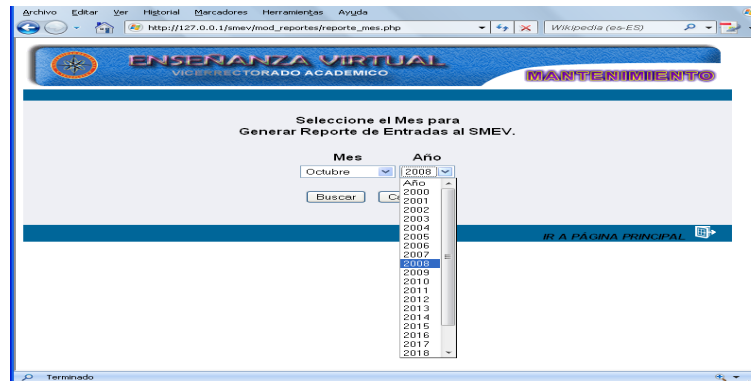 Archivo Editar Ver Historial Marcadores Herramientas Ayuda
http://127.0.0.1/smev/mod_reportes/reporte_mes.php Wikipedia (es-ES)
ENSEÑANZA VIRTUAL
VICERRECTORADO ACADEMICO
MANTENIMIENTO
Seleccione el Mes para
Generar Reporte de Entradas al SMEV.
Mes Año
Octubre 2008
Buscar
Año
2000
2001
2002
2003
2004
2005
2006
2007
2008
2009
2010
2011
2012
2013
2014
2015
2016
2017
2018
IR A PÁGINA PRINCIPAL
Terminado